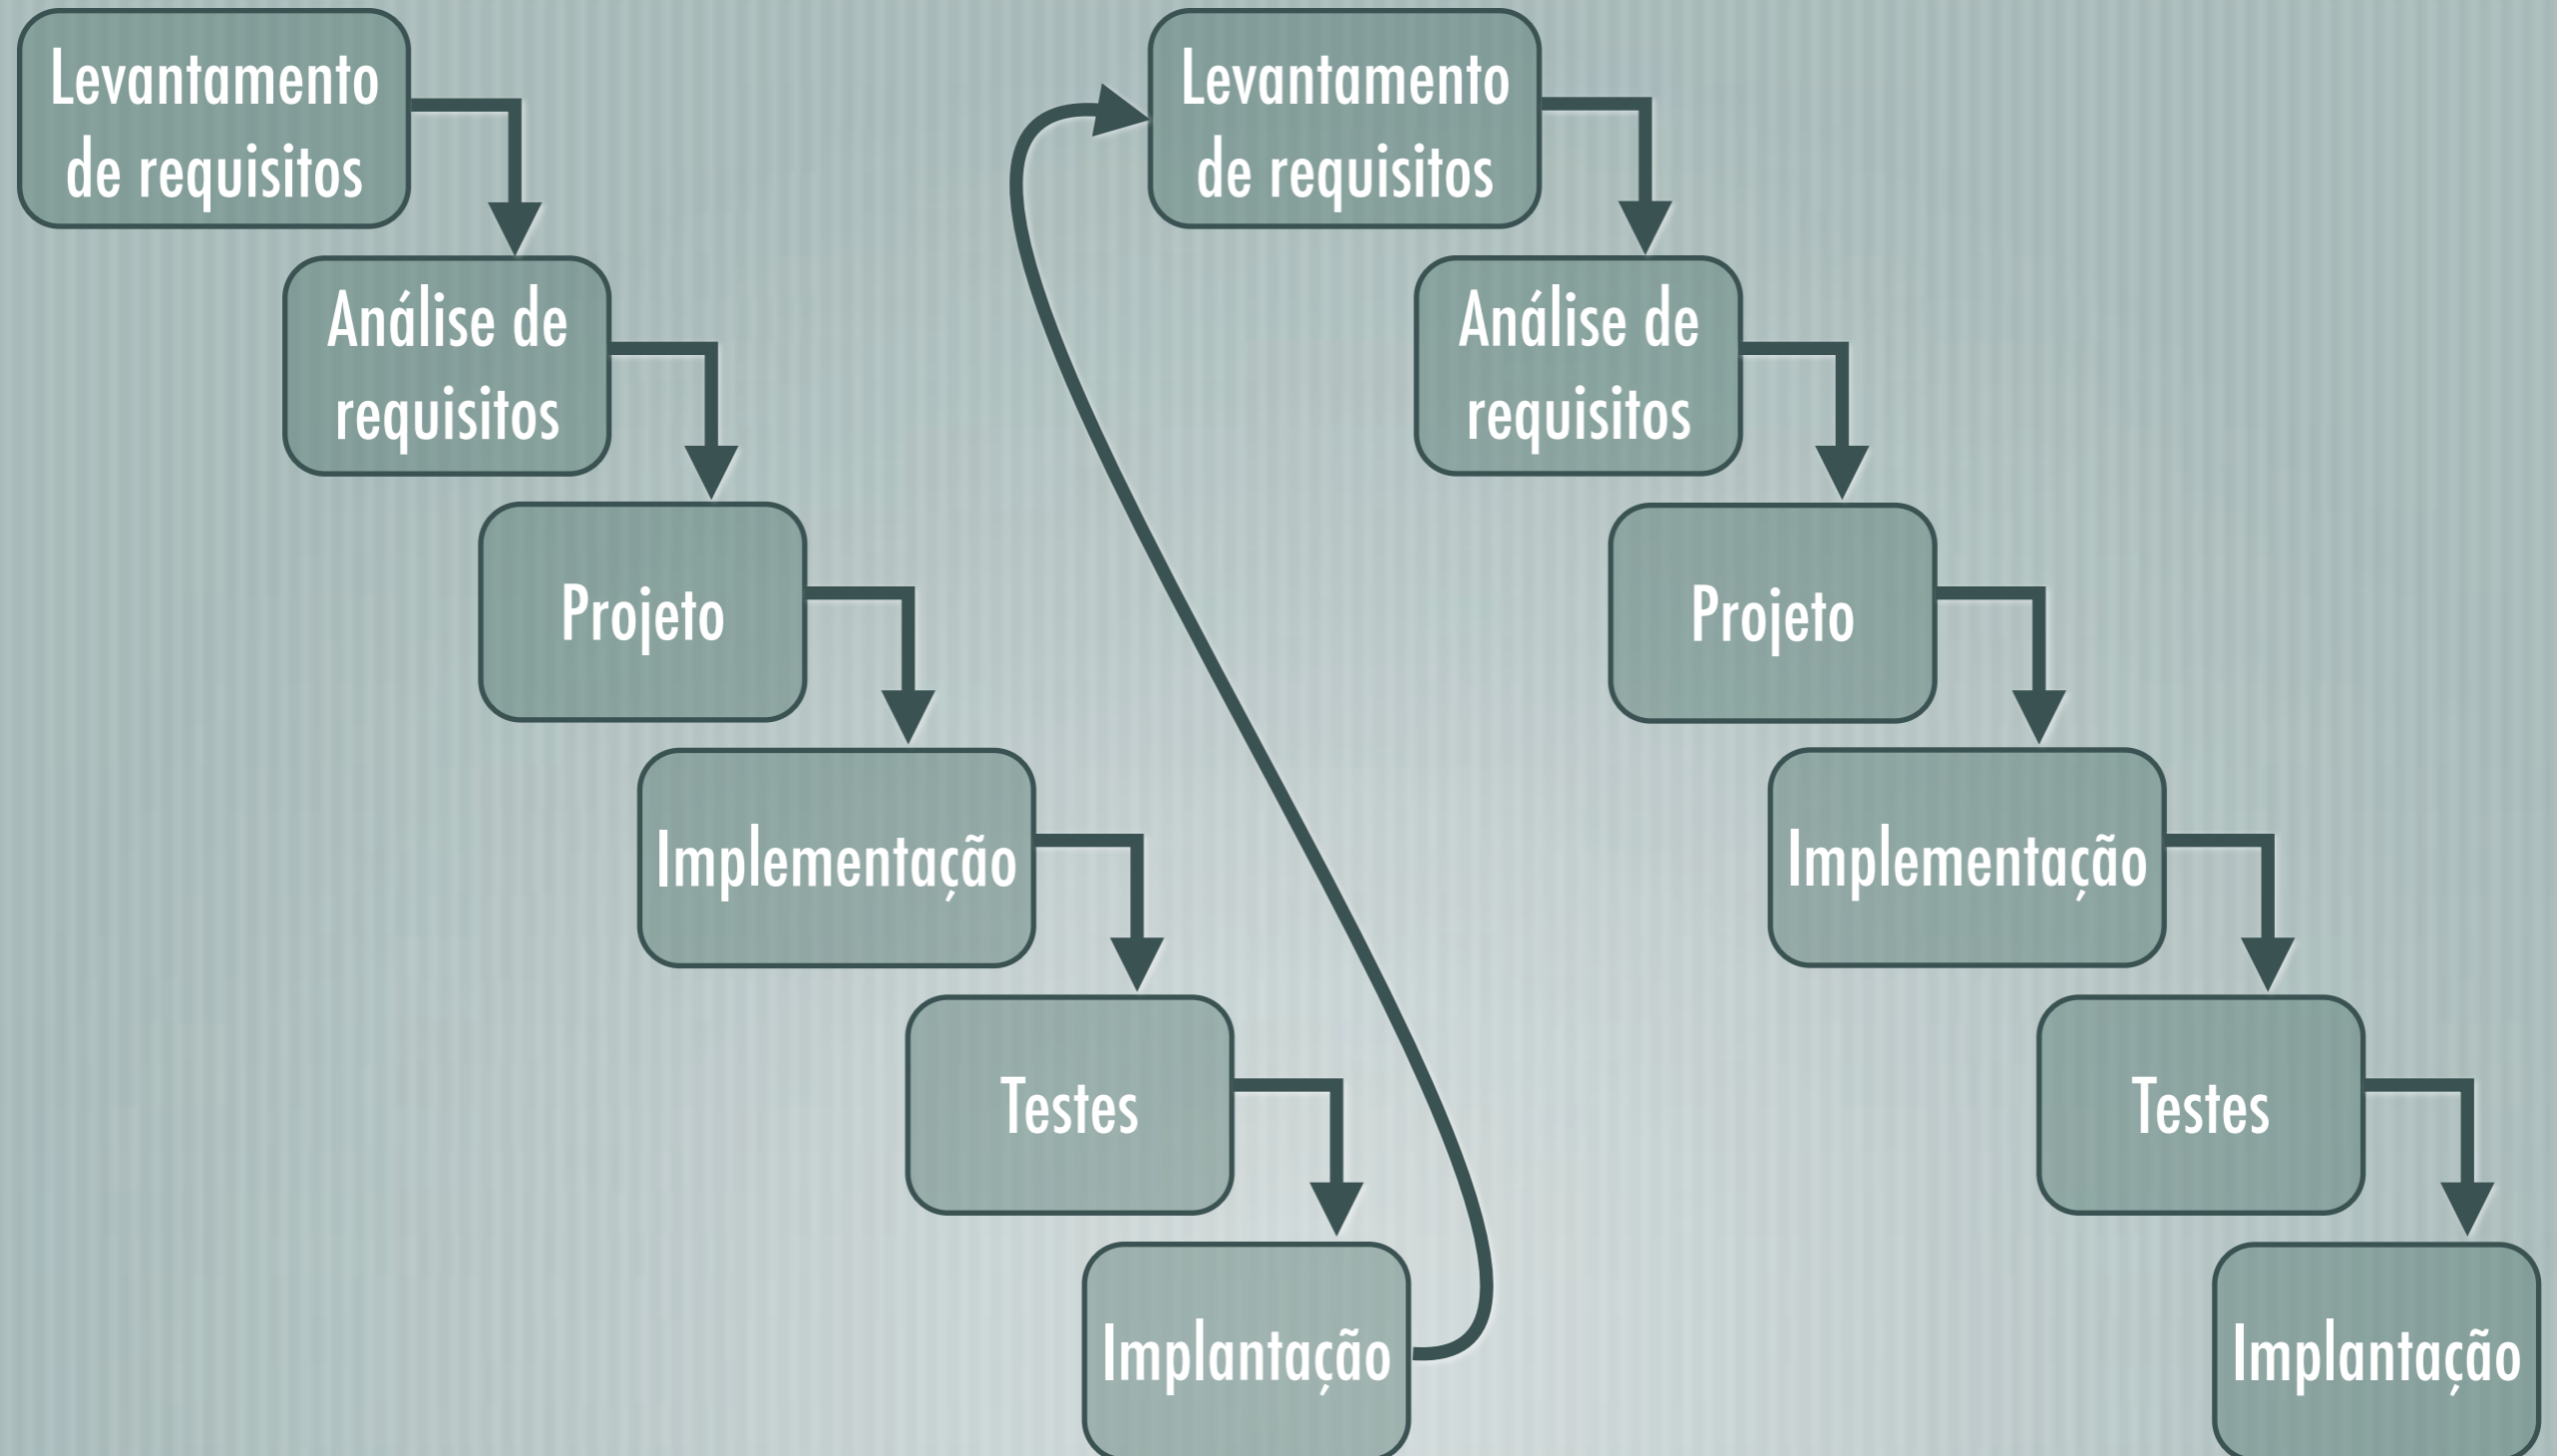 Levantamento
de requisitos
Análise de
requisitos
Projeto
Implementação
Testes
Implantação
Levantamento
de requisitos
Análise de
requisitos
Projeto
Implementação
Testes
Implantação